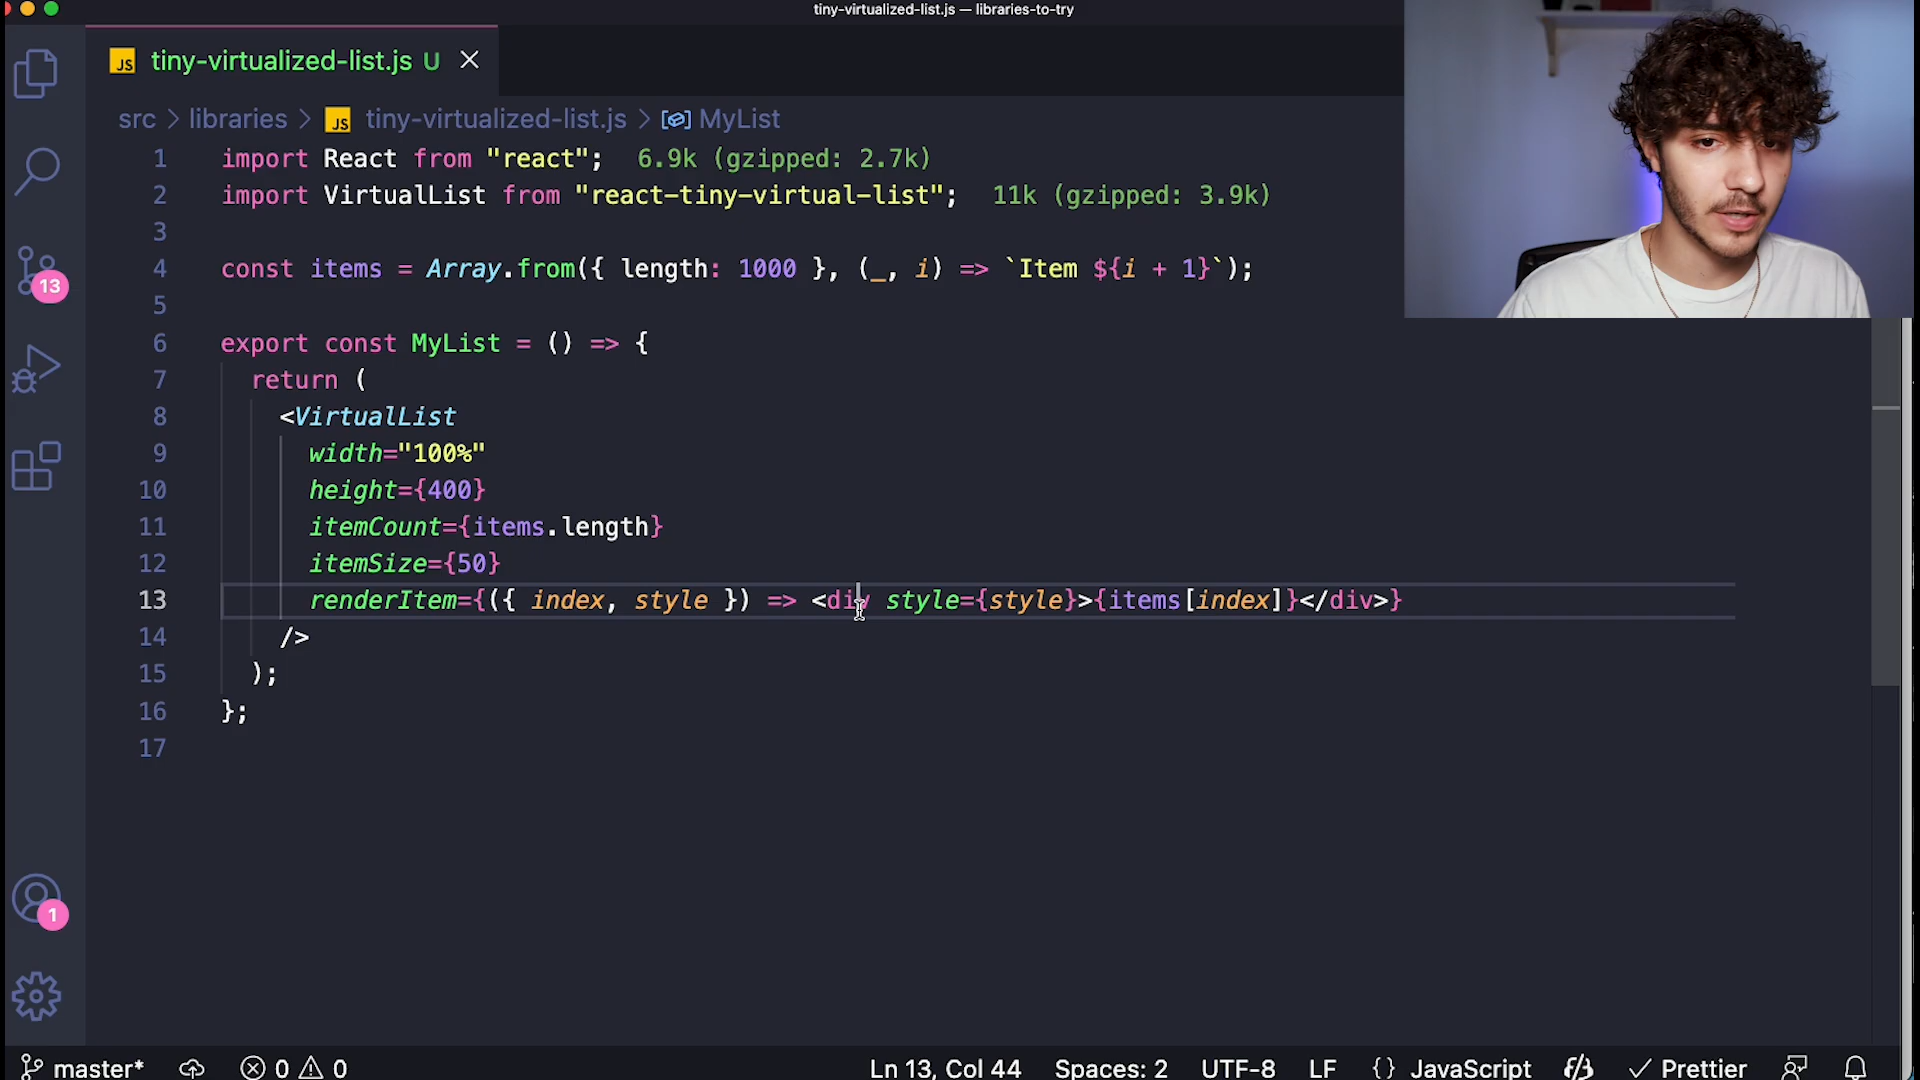 tiny-virtualized-list.js — libraries-to-try
JS tiny-virtualized-list.js U
src > libraries > JS tiny-virtualized-list.js > MyList
1 import React from "react"; 6.9k (gzipped: 2.7k)
2 import VirtualList from "react-tiny-virtual-list"; 11k (gzipped: 3.9k)
3
4 const items = Array.from({ length: 1000 }, (_, i) => `Item ${i + 1}`);
5
6 export const MyList = () => {
7 return (
8 <VirtualList
9 width="100%"
10 height={400}
11 itemCount={items.length}
12 itemSize={50}
13 renderItem={({ index, style }) => <div style={style}>{items[index]}</div>}
14 />
15 );
16 };
17
13
1
master* 0 0 Ln 13, Col 44 Spaces: 2 UTF-8 LF {} JavaScript Prettier